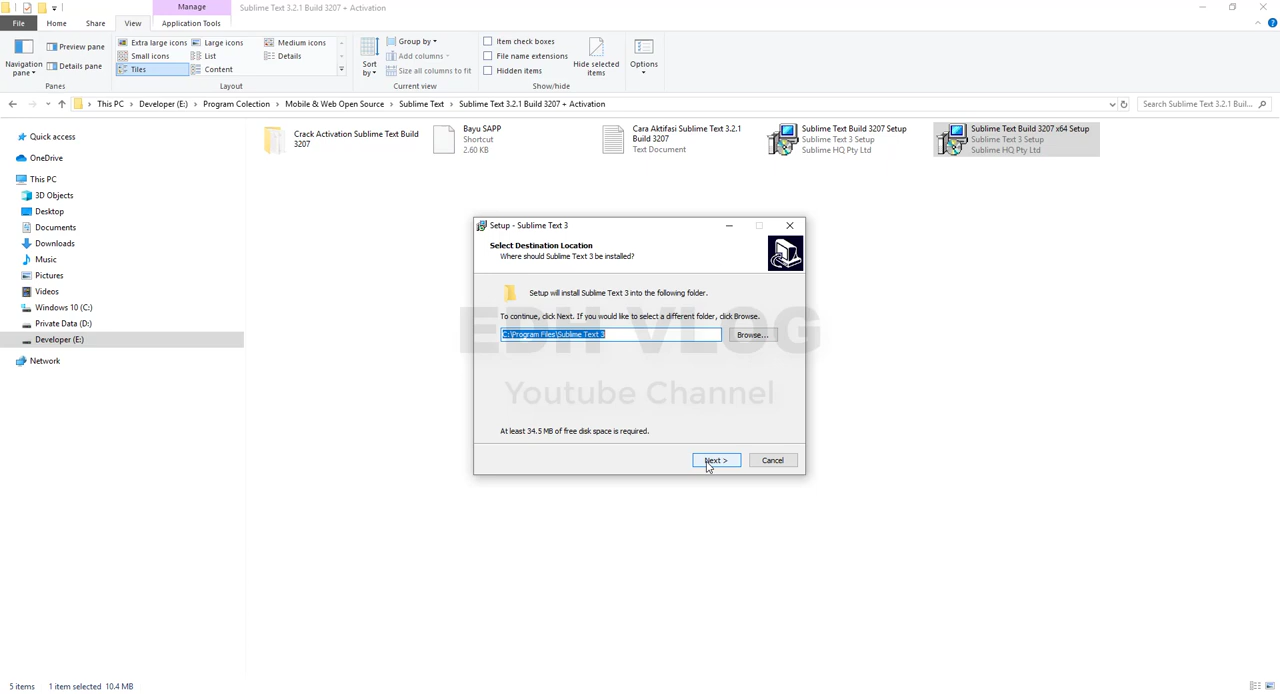 Manage
Sublime Text 3.2.1 Build 3207 + Activation
File
Home
Share
View
Application Tools
Navigation
pane
Preview pane
Details pane
Panes
Extra large icons
Large icons
Medium icons
Small icons
List
Details
Tiles
Content
Layout
Sort
by
Group by
Add columns
Size all columns to fit
Current view
Item check boxes
File name extensions
Hidden items
Hide selected
items
Show/hide
Options
This PC
Developer (E:)
Program Colection
Mobile & Web Open Source
Sublime Text
Sublime Text 3.2.1 Build 3207 + Activation
Search Sublime Text 3.2.1 Buil...
Quick access
OneDrive
This PC
3D Objects
Desktop
Documents
Downloads
Music
Pictures
Videos
Windows 10 (C:)
Private Data (D:)
Developer (E:)
Network
Crack Activation Sublime Text Build
3207
Bayu SAPP
Shortcut
2.60 KB
Cara Aktifasi Sublime Text 3.2.1
Build 3207
Text Document
Sublime Text Build 3207 Setup
Sublime Text 3 Setup
Sublime HQ Pty Ltd
Sublime Text Build 3207 x64 Setup
Sublime Text 3 Setup
Sublime HQ Pty Ltd
Setup - Sublime Text 3
Select Destination Location
Where should Sublime Text 3 be installed?
Setup will install Sublime Text 3 into the following folder.
To continue, click Next. If you would like to select a different folder, click Browse.
C:\Program Files\Sublime Text 3
Browse...
EDH VLOG
Youtube Channel
At least 34.5 MB of free disk space is required.
Next >
Cancel
5 items
1 item selected 10.4 MB